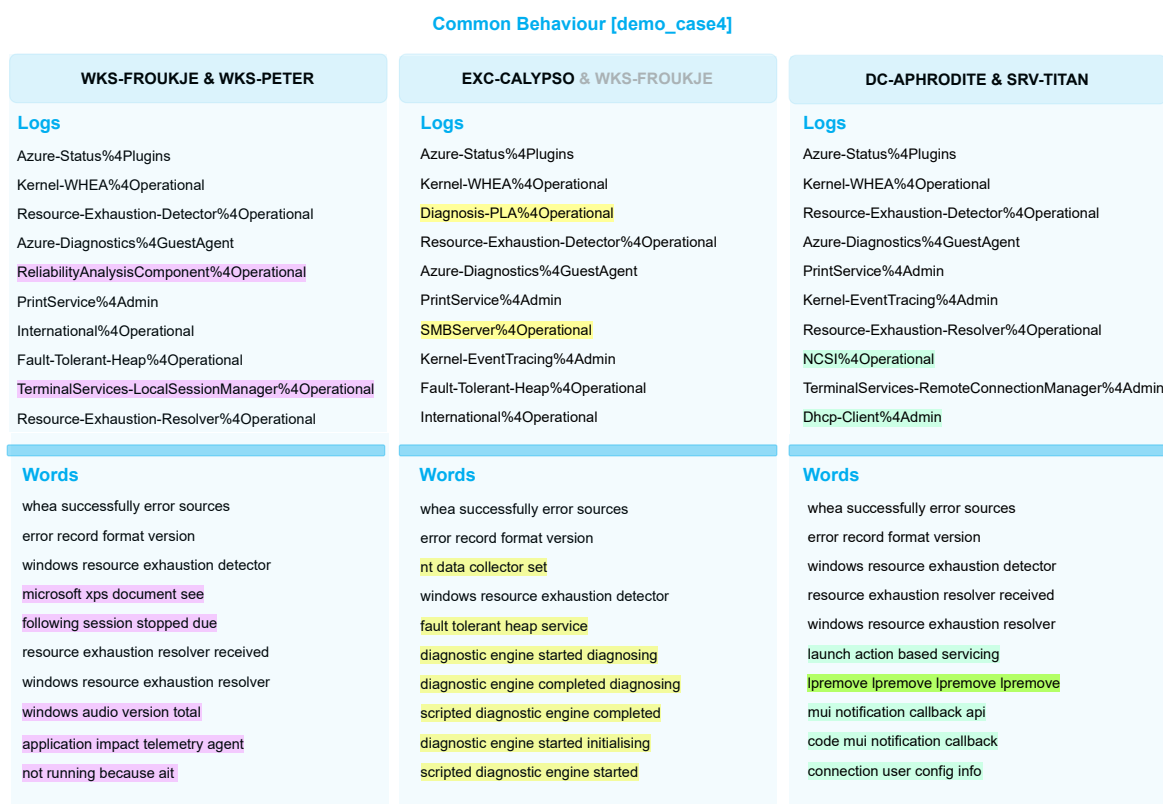 Common Behaviour [demo_case4]
WKS-FROUKJE & WKS-PETER
Logs
Azure-Status%4Plugins
Kernel-WHEA%4Operational
Resource-Exhaustion-Detector%4Operational
Azure-Diagnostics%4GuestAgent
ReliabilityAnalysisComponent%4Operational
PrintService%4Admin
International%4Operational
Fault-Tolerant-Heap%4Operational
TerminalServices-LocalSessionManager%4Operational
Resource-Exhaustion-Resolver%4Operational
Words
whea successfully error sources
error record format version
windows resource exhaustion detector
microsoft xps document see
following session stopped due
resource exhaustion resolver received
windows resource exhaustion resolver
windows audio version total
application impact telemetry agent
not running because ait
EXC-CALYPSO & WKS-FROUKJE
Logs
Azure-Status%4Plugins
Kernel-WHEA%4Operational
Diagnosis-PLA%4Operational
Resource-Exhaustion-Detector%4Operational
Azure-Diagnostics%4GuestAgent
PrintService%4Admin
SMBServer%4Operational
Kernel-EventTracing%4Admin
Fault-Tolerant-Heap%4Operational
International%4Operational
Words
whea successfully error sources
error record format version
nt data collector set
windows resource exhaustion detector
fault tolerant heap service
diagnostic engine started diagnosing
diagnostic engine completed diagnosing
scripted diagnostic engine completed
diagnostic engine started initialising
scripted diagnostic engine started
DC-APHRODITE & SRV-TITAN
Logs
Azure-Status%4Plugins
Kernel-WHEA%4Operational
Resource-Exhaustion-Detector%4Operational
Azure-Diagnostics%4GuestAgent
PrintService%4Admin
Kernel-EventTracing%4Admin
Resource-Exhaustion-Resolver%4Operational
NCSI%4Operational
TerminalServices-RemoteConnectionManager%4Admin
Dhcp-Client%4Admin
Words
whea successfully error sources
error record format version
windows resource exhaustion detector
resource exhaustion resolver received
windows resource exhaustion resolver
launch action based servicing
lpremove lpremove lpremove lpremove
mui notification callback api
code mui notification callback
connection user config info